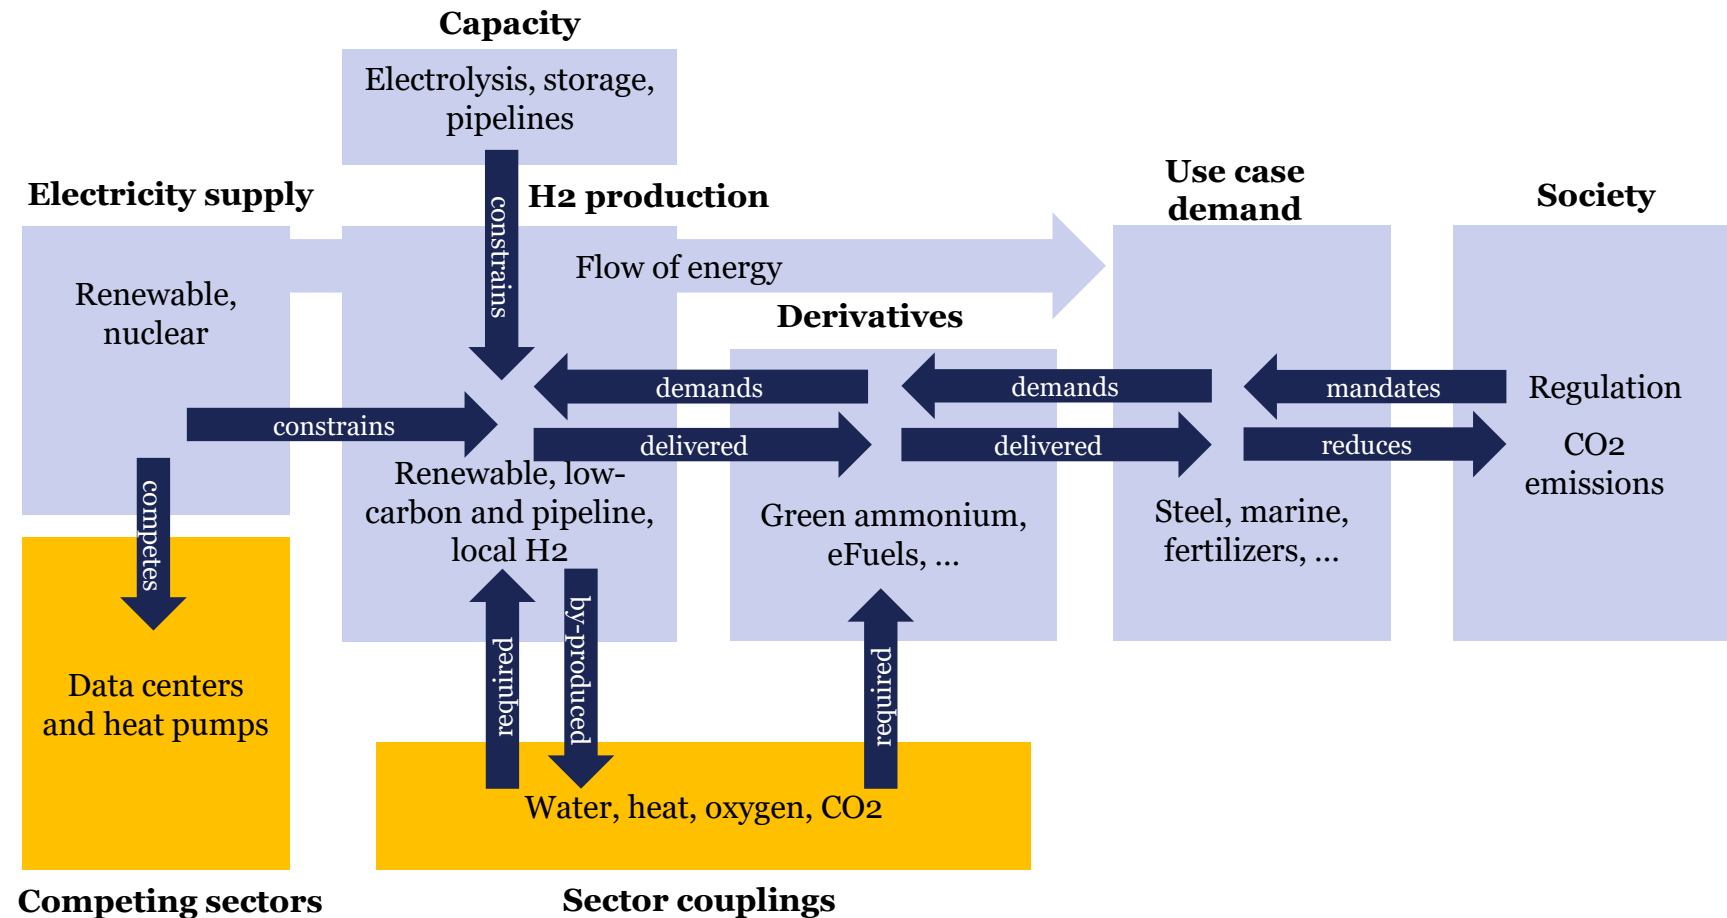 Capacity
Electrolysis, storage,
pipelines
constrains
Electricity supply
Renewable,
nuclear
H2 production
Flow of energy
Use case
demand
Society
Derivatives
demands
demands
mandates
Regulation
constrains
delivered
delivered
reduces
CO2
emissions
Renewable, low-
carbon and pipeline,
local H2
Green ammonium,
eFuels, ...
Steel, marine,
fertilizers, ...
competes
required
by-produced
required
Data centers
and heat pumps
Water, heat, oxygen, CO2
Competing sectors
Sector couplings